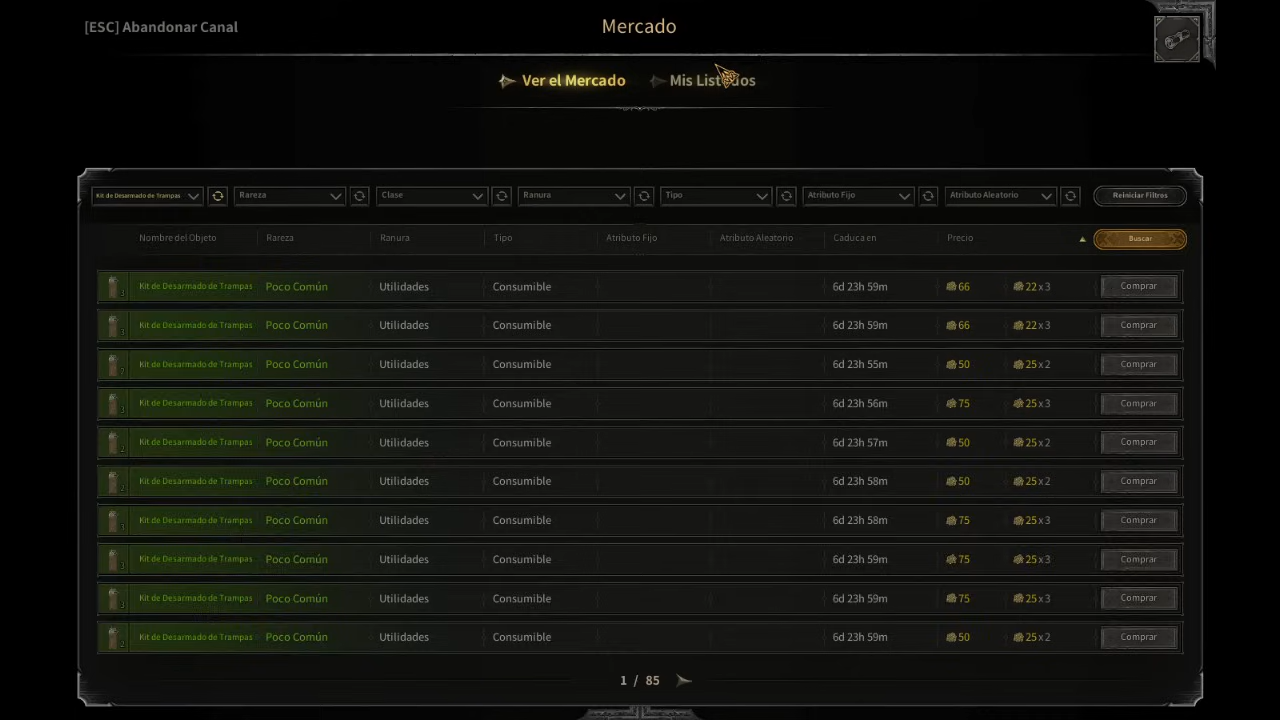 [ESC] Abandonar Canal
Mercado
Ver el Mercado Mis Listados
Kit de Desarmado de Trampas Rareza Clase Ranura Tipo Atributo Fijo Atributo Aleatorio Reiniciar Filtros
Nombre del Objeto Rareza Ranura Tipo Atributo Fijo Atributo Aleatorio Caduca en Precio Buscar
3 Kit de Desarmado de Trampas Poco Común Utilidades Consumible 6d 23h 59m 66 22 x 3 Comprar
3 Kit de Desarmado de Trampas Poco Común Utilidades Consumible 6d 23h 59m 66 22 x 3 Comprar
2 Kit de Desarmado de Trampas Poco Común Utilidades Consumible 6d 23h 55m 50 25 x 2 Comprar
3 Kit de Desarmado de Trampas Poco Común Utilidades Consumible 6d 23h 56m 75 25 x 3 Comprar
2 Kit de Desarmado de Trampas Poco Común Utilidades Consumible 6d 23h 57m 50 25 x 2 Comprar
2 Kit de Desarmado de Trampas Poco Común Utilidades Consumible 6d 23h 58m 50 25 x 2 Comprar
3 Kit de Desarmado de Trampas Poco Común Utilidades Consumible 6d 23h 58m 75 25 x 3 Comprar
3 Kit de Desarmado de Trampas Poco Común Utilidades Consumible 6d 23h 59m 75 25 x 3 Comprar
3 Kit de Desarmado de Trampas Poco Común Utilidades Consumible 6d 23h 59m 75 25 x 3 Comprar
2 Kit de Desarmado de Trampas Poco Común Utilidades Consumible 6d 23h 59m 50 25 x 2 Comprar
1 / 85